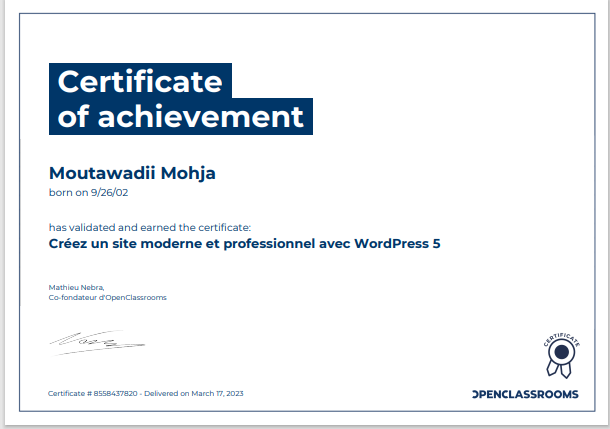 Certificate
of achievement
Moutawadii Mohja
born on 9/26/02
has validated and earned the certificate:
Créez un site moderne et professionnel avec WordPress 5
Mathieu Nebra,
Co-fondateur d'OpenClassrooms
CERTIFICATE
OPENCLASSROOMS
Certificate # 8558437820 - Delivered on March 17, 2023